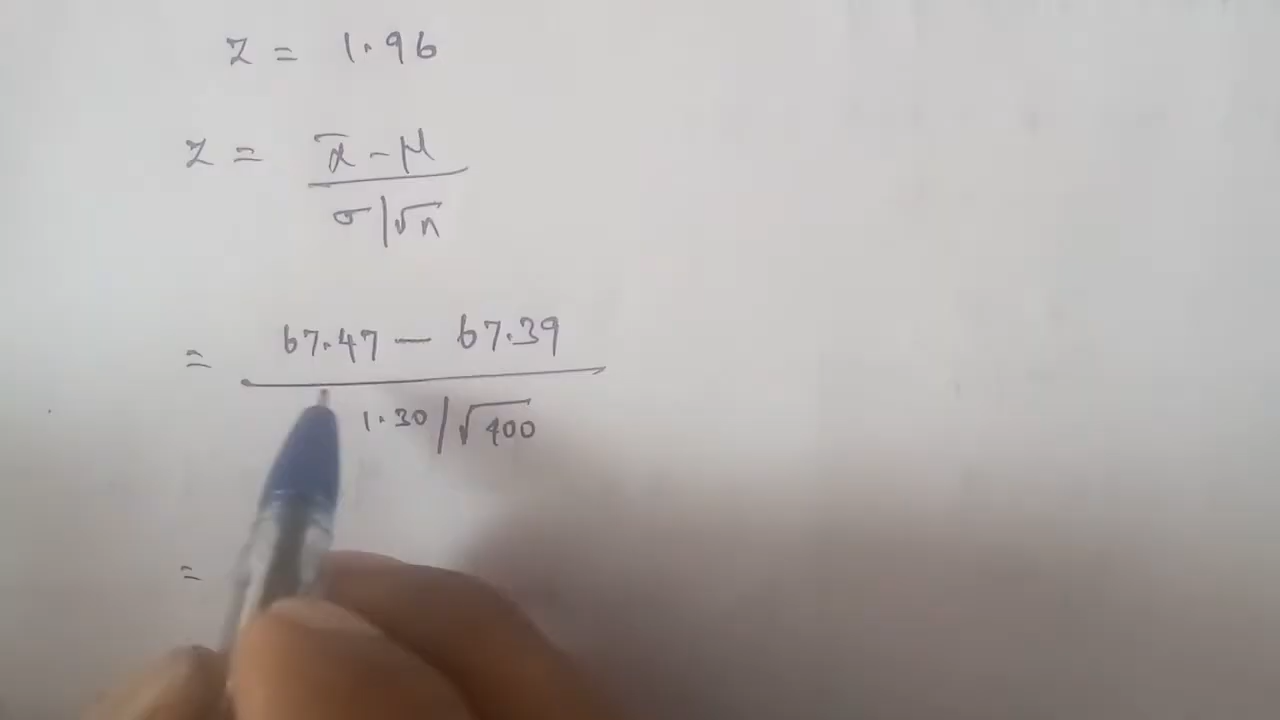 z = 1.96
z = x̄ - μ
σ/√n
= 67.47 - 67.39
1.30/√400
=